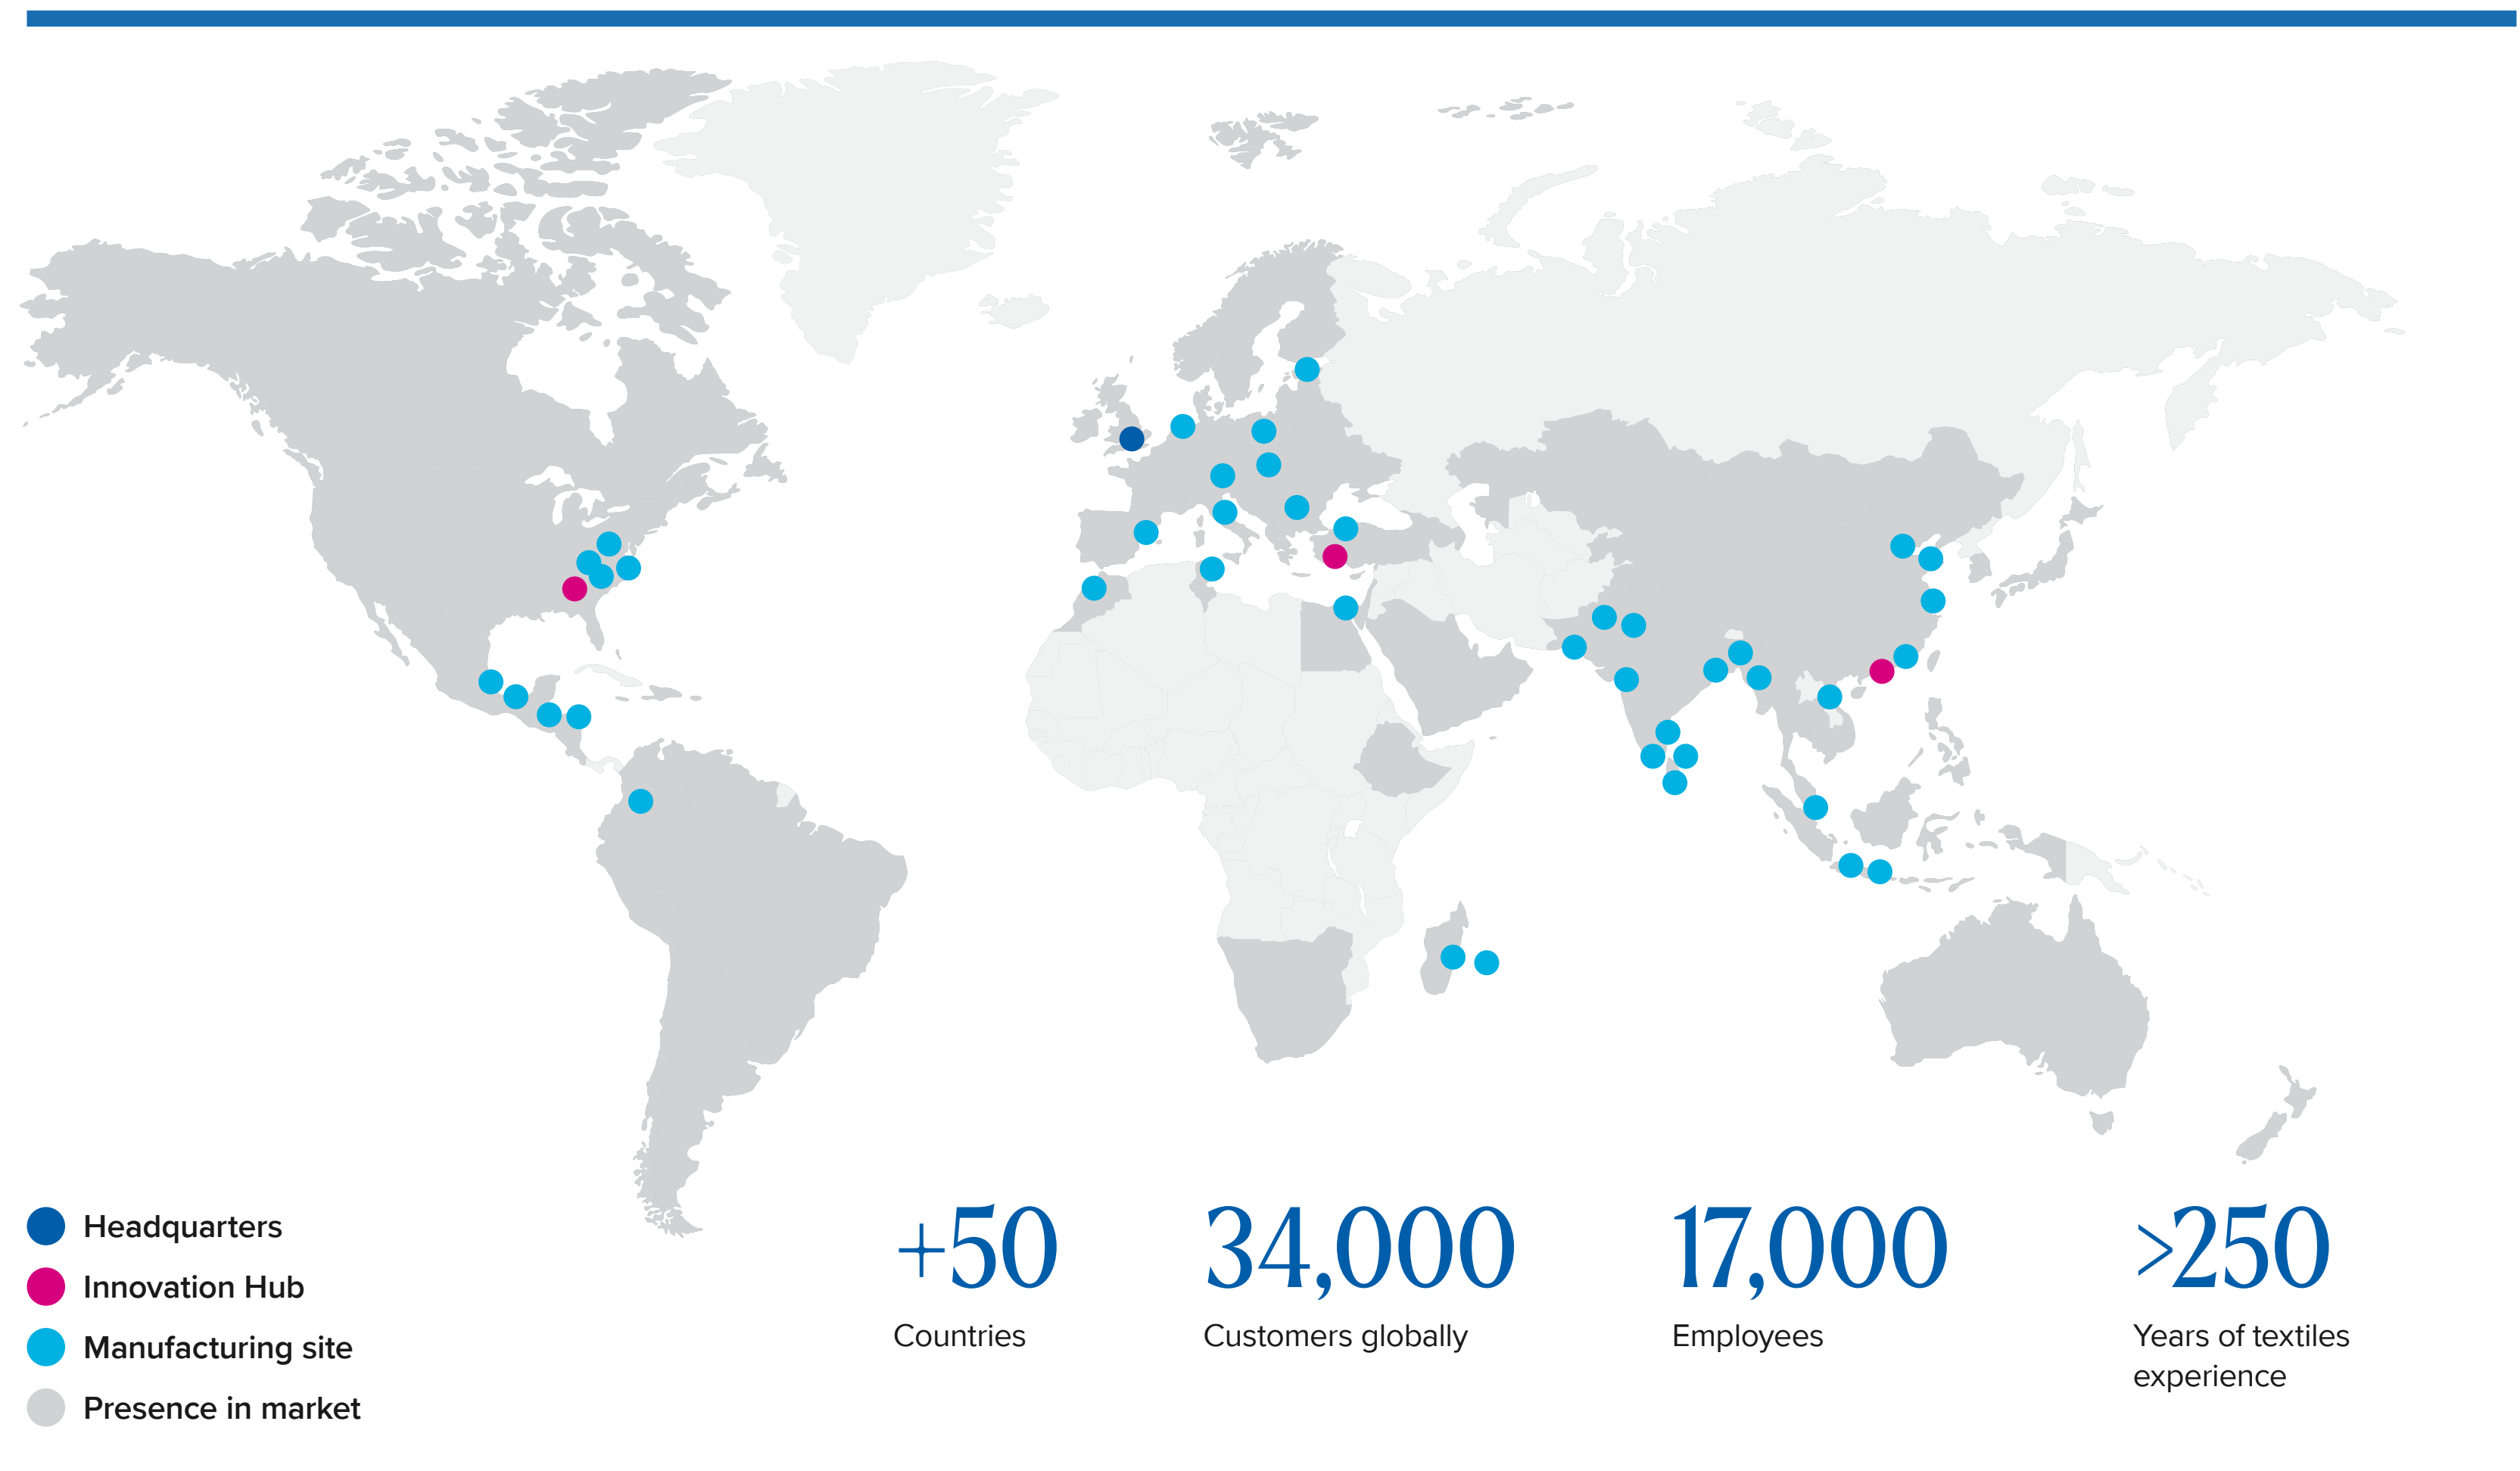 Headquarters
Innovation Hub
Manufacturing site
Presence in market
+50
Countries
34,000
Customers globally
17,000
Employees
>250
Years of textiles
experience